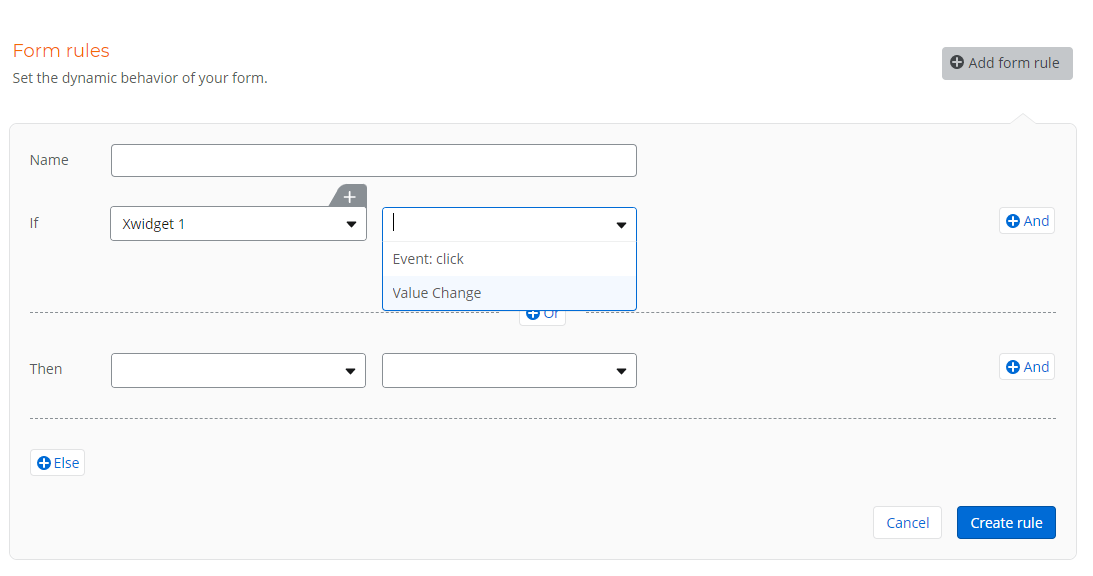 Form rules
Set the dynamic behavior of your form.
Add form rule
Name
If
Xwidget 1
And
Event: click
Value Change
Or
Then
And
Else
Cancel
Create rule